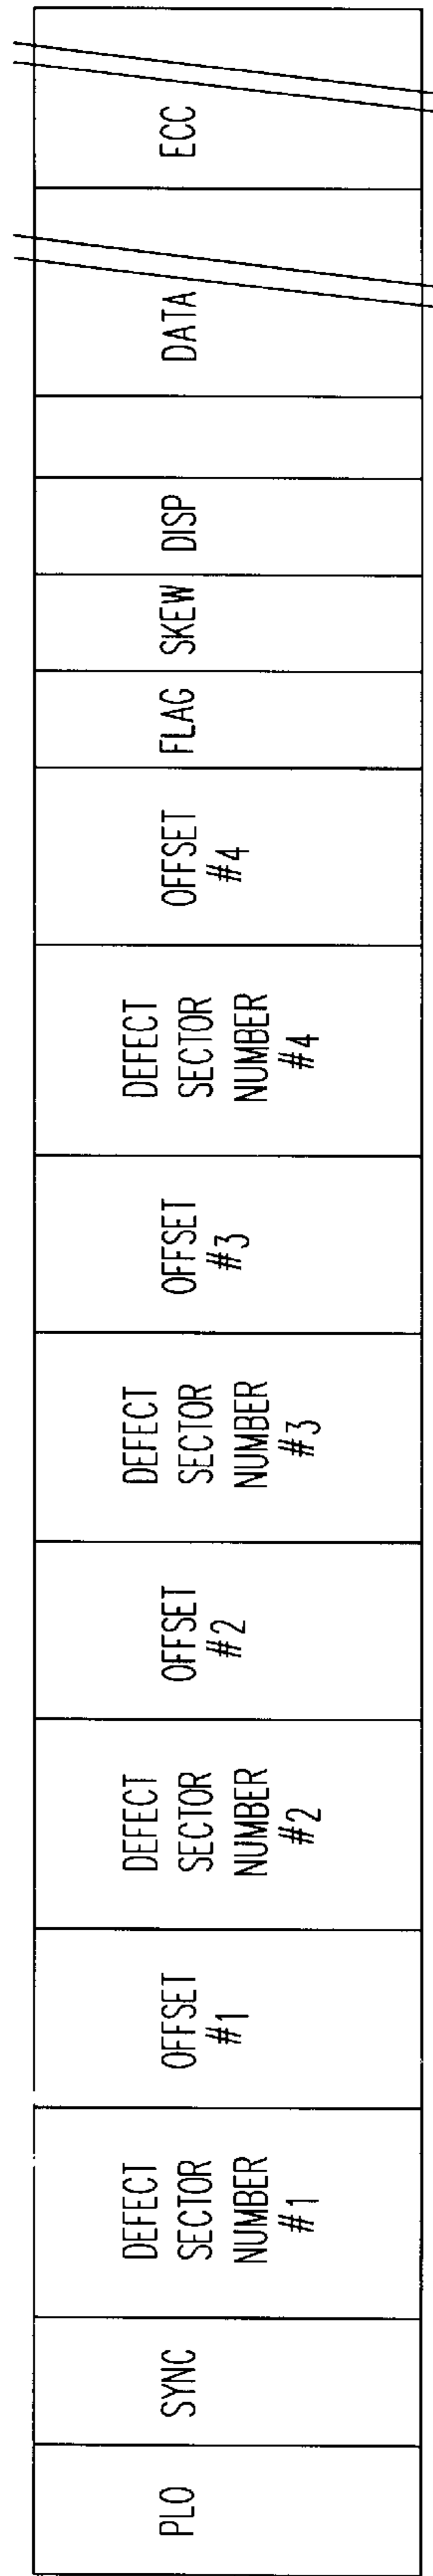 PLO
SYNC
DEFECT
SECTOR
NUMBER
#1
OFFSET
#1
DEFECT
SECTOR
NUMBER
#2
OFFSET
#2
DEFECT
SECTOR
NUMBER
#3
OFFSET
#3
DEFECT
SECTOR
NUMBER
#4
OFFSET
#4
FLAG
SKEW
DISP
DATA
ECC